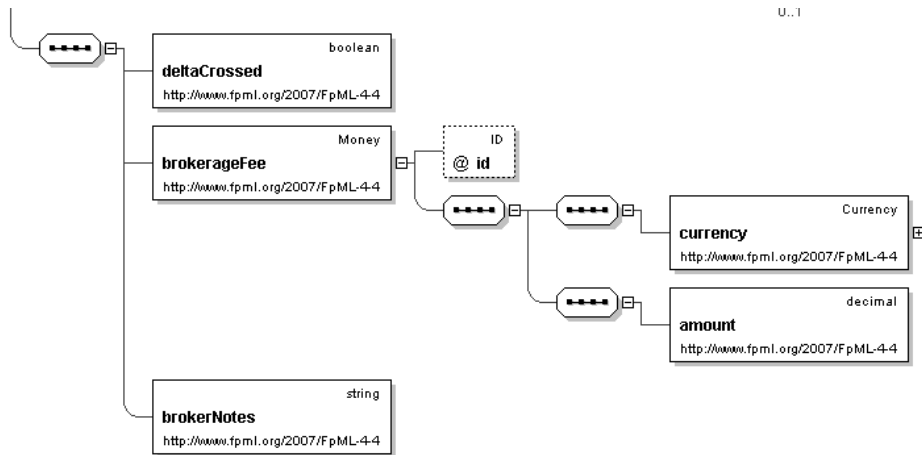 0..1
boolean
deltaCrossed
http://www.fpml.org/2007/FpML-4-4
Money
brokerageFee
http://www.fpml.org/2007/FpML-4-4
ID
@ id
Currency
currency
http://www.fpml.org/2007/FpML-4-4
decimal
amount
http://www.fpml.org/2007/FpML-4-4
string
brokerNotes
http://www.fpml.org/2007/FpML-4-4